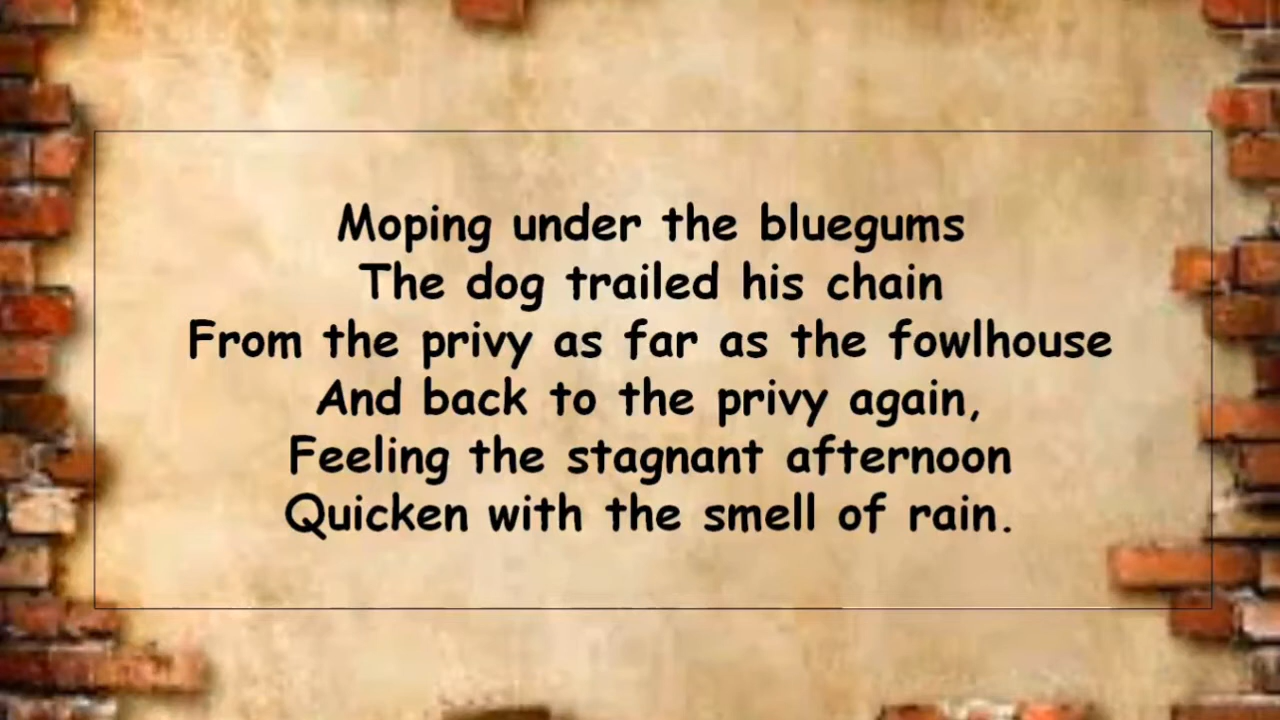 Moping under the bluegums
The dog trailed his chain
From the privy as far as the fowlhouse
And back to the privy again,
Feeling the stagnant afternoon
Quicken with the smell of rain.